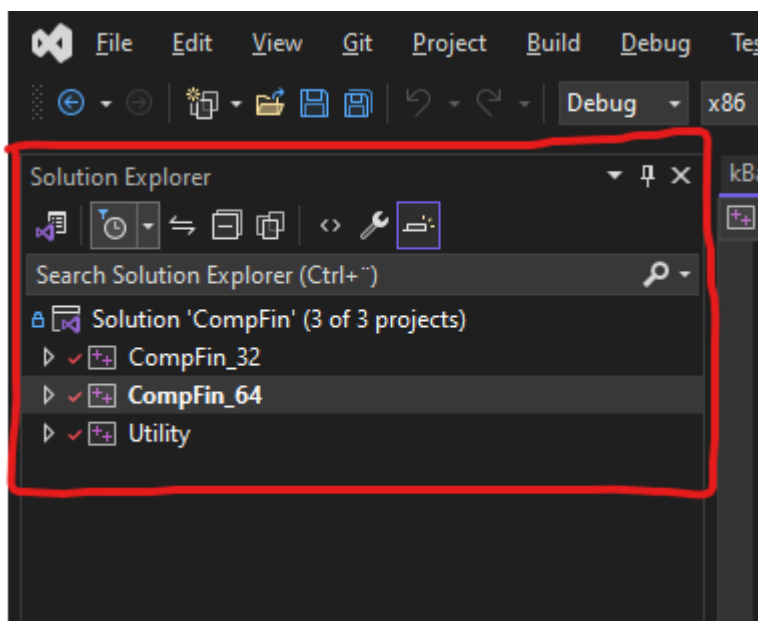 File Edit View Git Project Build Debug Te
Debug x86
Solution Explorer
kBa
Search Solution Explorer (Ctrl+¨)
Solution 'CompFin' (3 of 3 projects)
CompFin_32
CompFin_64
Utility